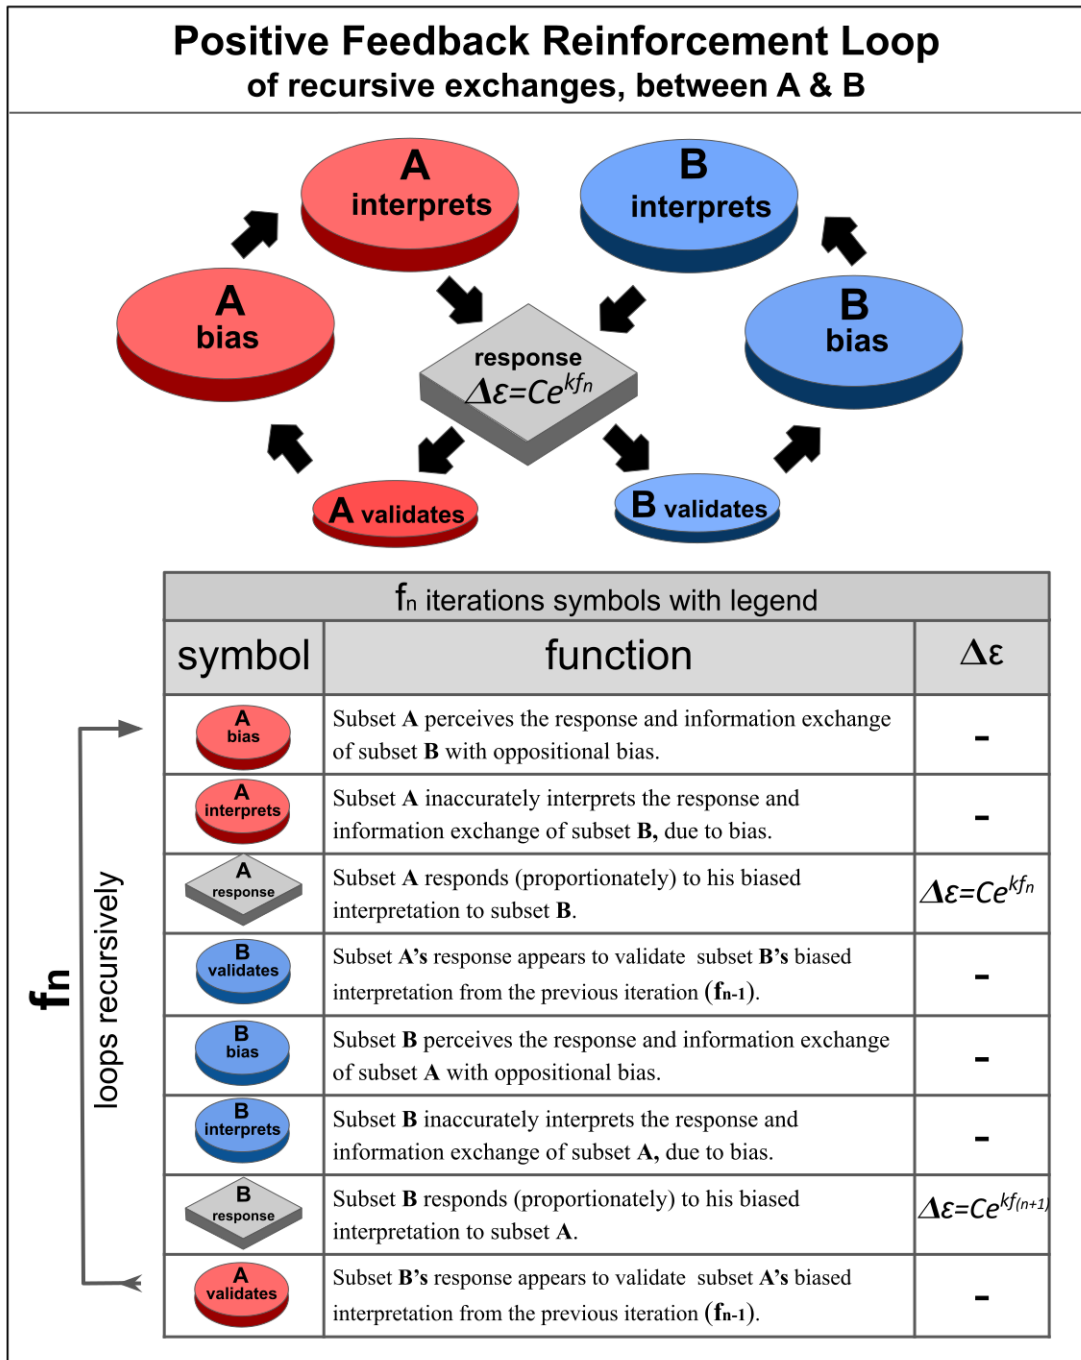 Positive Feedback Reinforcement Loop
of recursive exchanges, between A & B
A
interprets
B
interprets
A
bias
B
bias
response
Δε=Ce^{kf_n}
A validates
B validates
f_n iterations symbols with legend
symbol
function
Δε
f_n
loops recursively
A
bias
Subset A perceives the response and information exchange
of subset B with oppositional bias.
-
A
interprets
Subset A inaccurately interprets the response and
information exchange of subset B, due to bias.
-
A
response
Subset A responds (proportionately) to his biased
interpretation to subset B.
Δε=Ce^{kf_n}
B
validates
Subset A's response appears to validate subset B's biased
interpretation from the previous iteration (f_{n-1}).
-
B
bias
Subset B perceives the response and information exchange
of subset A with oppositional bias.
-
B
interprets
Subset B inaccurately interprets the response and
information exchange of subset A, due to bias.
-
B
response
Subset B responds (proportionately) to his biased
interpretation to subset A.
Δε=Ce^{kf_{(n+1)}}
A
validates
Subset B's response appears to validate subset A's biased
interpretation from the previous iteration (f_{n-1}).
-